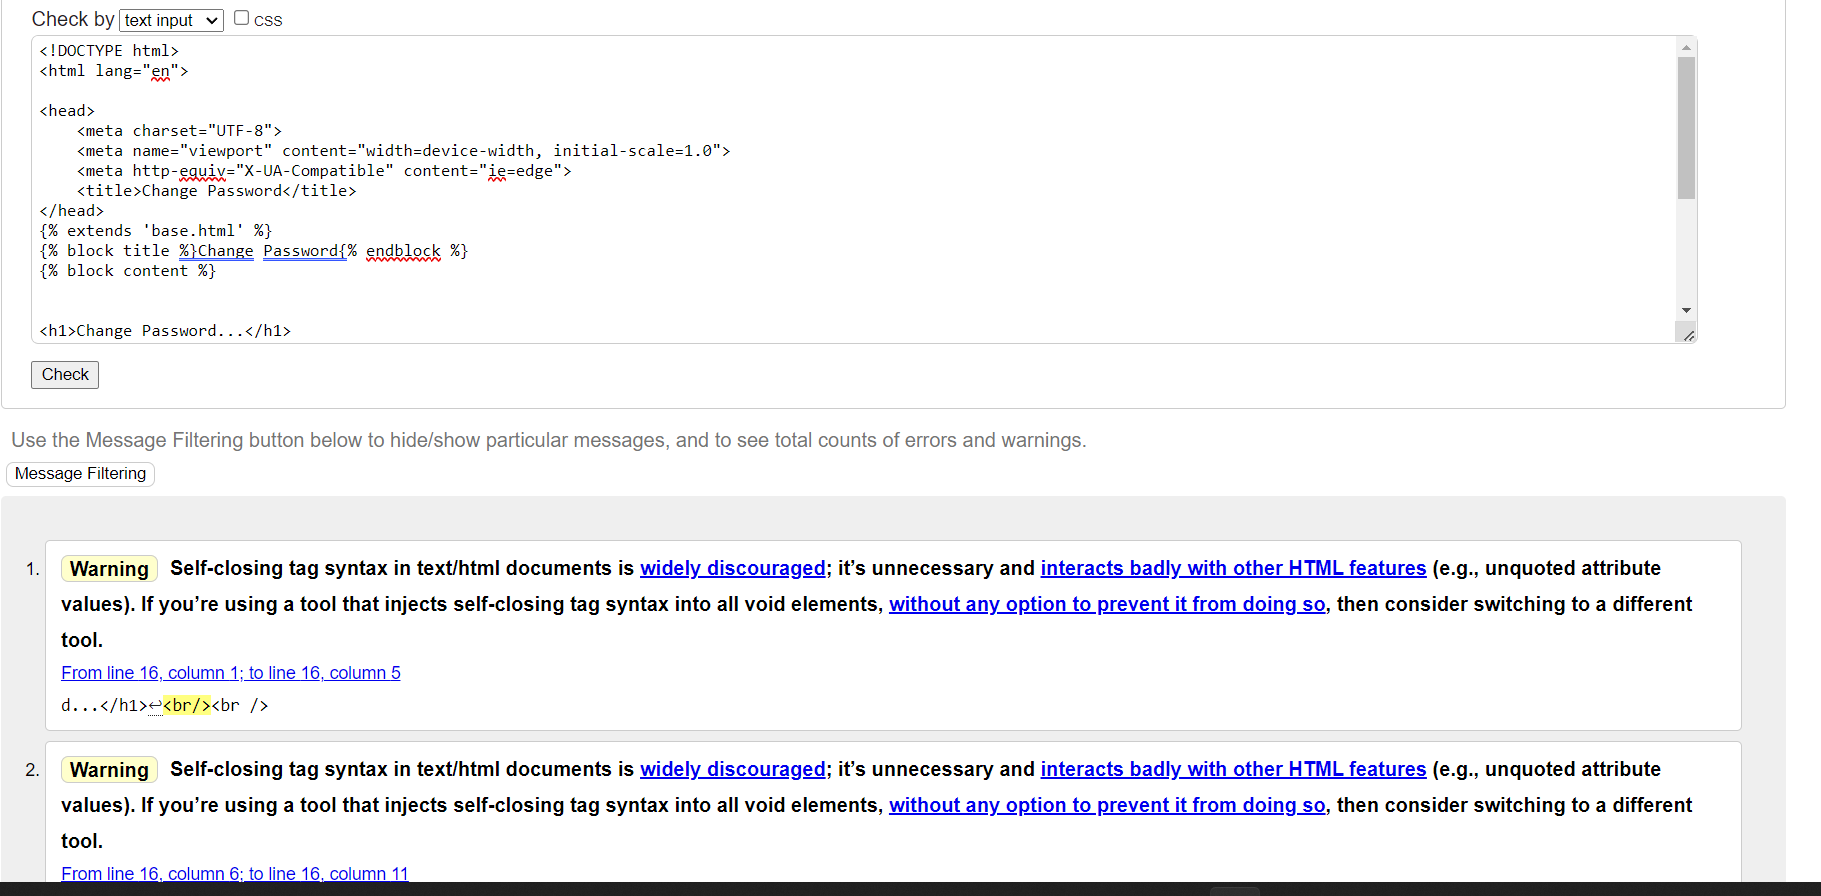 Check by text input CSS
<!DOCTYPE html>
<html lang="en">
<head>
<meta charset="UTF-8">
<meta name="viewport" content="width=device-width, initial-scale=1.0">
<meta http-equiv="X-UA-Compatible" content="ie=edge">
<title>Change Password</title>
</head>
{% extends 'base.html' %}
{% block title %}Change Password{% endblock %}
{% block content %}
<h1>Change Password...</h1>
Check
Use the Message Filtering button below to hide/show particular messages, and to see total counts of errors and warnings.
Message Filtering
1. Warning Self-closing tag syntax in text/html documents is widely discouraged; it’s unnecessary and interacts badly with other HTML features (e.g., unquoted attribute
values). If you’re using a tool that injects self-closing tag syntax into all void elements, without any option to prevent it from doing so, then consider switching to a different
tool.
From line 16, column 1; to line 16, column 5
d...</h1>↩<br/><br />
2. Warning Self-closing tag syntax in text/html documents is widely discouraged; it’s unnecessary and interacts badly with other HTML features (e.g., unquoted attribute
values). If you’re using a tool that injects self-closing tag syntax into all void elements, without any option to prevent it from doing so, then consider switching to a different
tool.
From line 16, column 6; to line 16, column 11